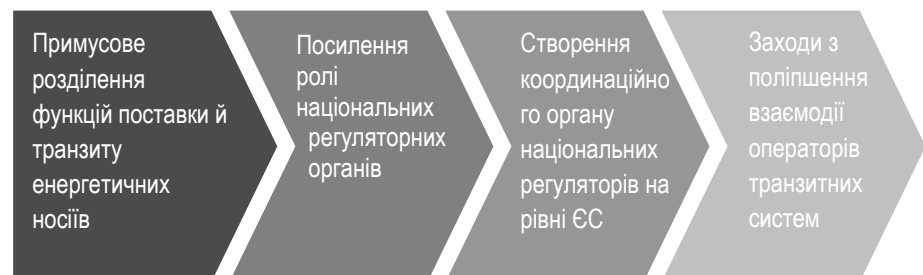 Примусове
розділення
функцій поставки й
транзиту
енергетичних
носіїв
Посилення
ролі
національних
регуляторних
органів
Створення
координаційно
го органу
національних
регуляторів на
рівні ЄС
Заходи з
поліпшення
взаємодії
операторів
транзитних
систем